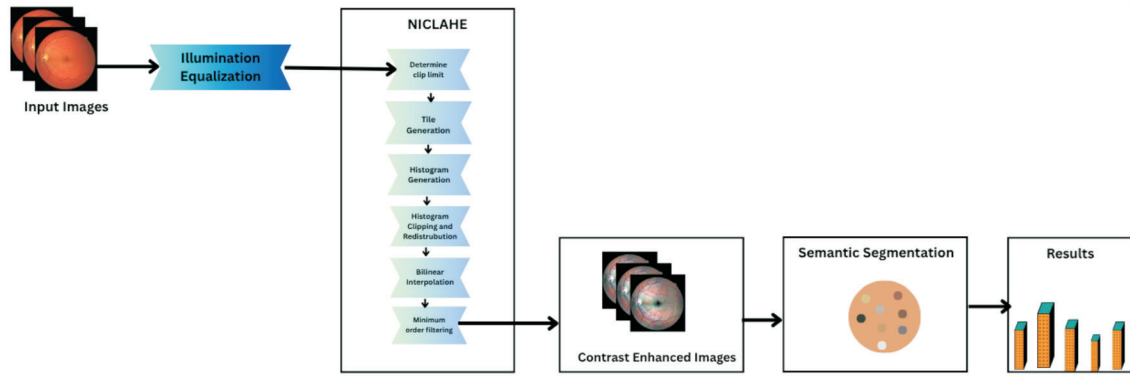 Input Images
Illumination
Equalization
NICLAHE
Determine
clip limit
Tile
Generation
Histogram
Generation
Histogram
Clipping and
Redistrubution
Bilinear
Interpolation
Minimum
order filtering
Contrast Enhanced Images
Semantic Segmentation
Results